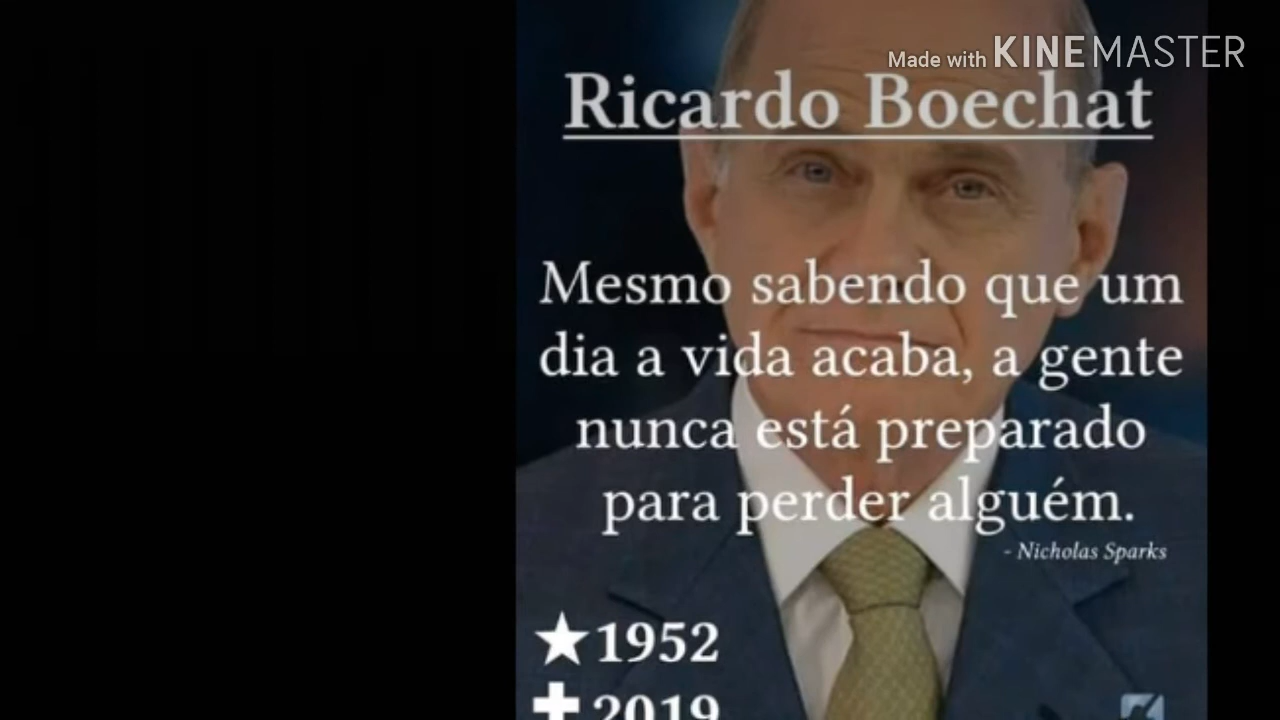 Made with KINEMASTER
Ricardo Boechat
Mesmo sabendo que um
dia a vida acaba, a gente
nunca está preparado
para perder alguém.
- Nicholas Sparks
1952
2019